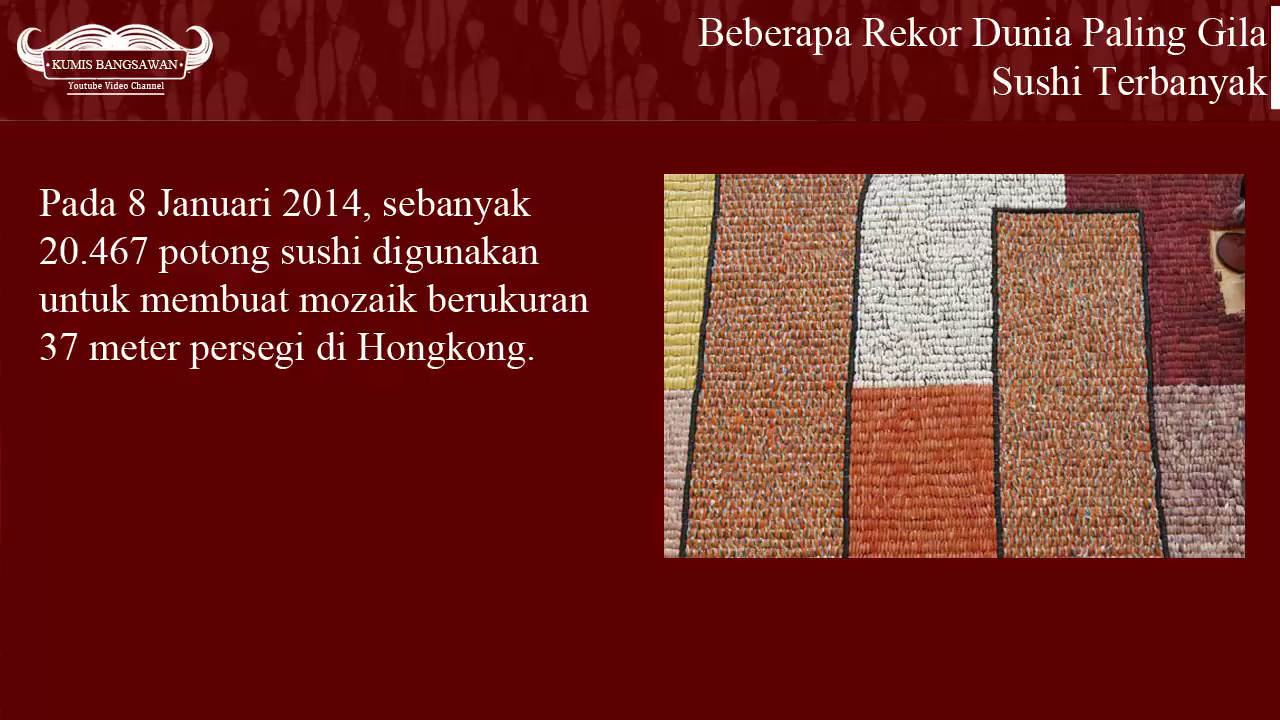 KUMIS BANGSAWAN
Youtube Video Channel
Beberapa Rekor Dunia Paling Gila
Sushi Terbanyak
Pada 8 Januari 2014, sebanyak
20.467 potong sushi digunakan
untuk membuat mozaik berukuran
37 meter persegi di Hongkong.